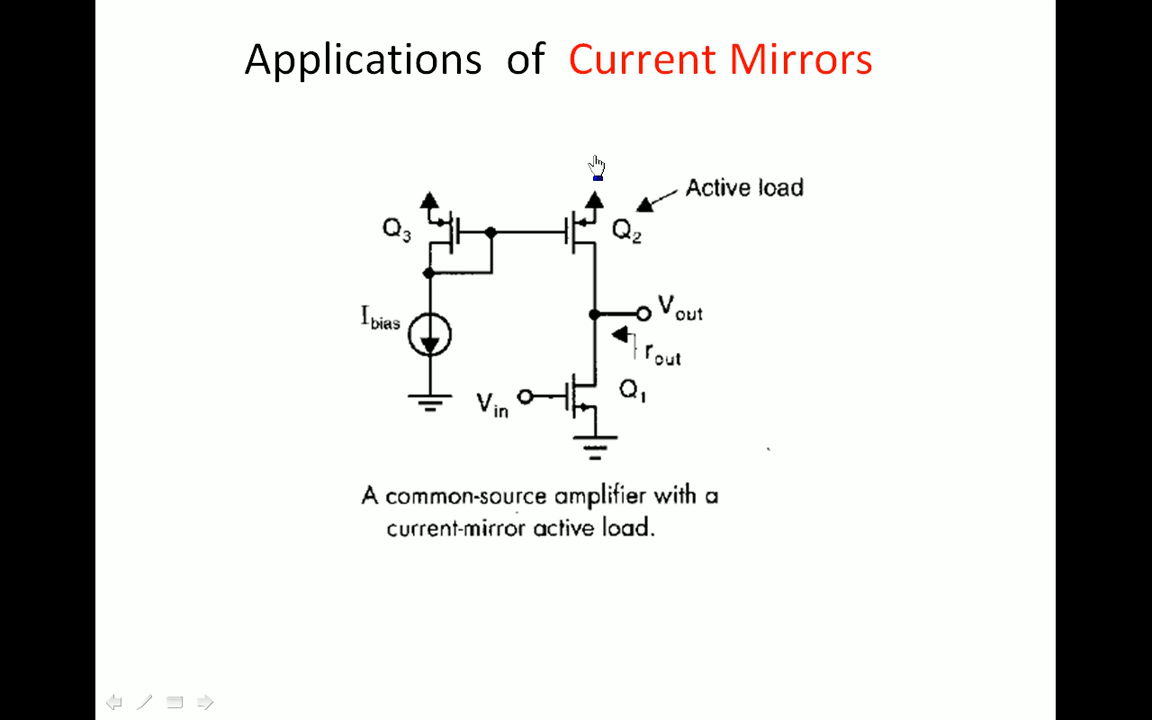 Applications of Current Mirrors
Active load
Q3
Q2
Ibias
Vout
rout
Vin
Q1
A common-source amplifier with a
current-mirror active load.